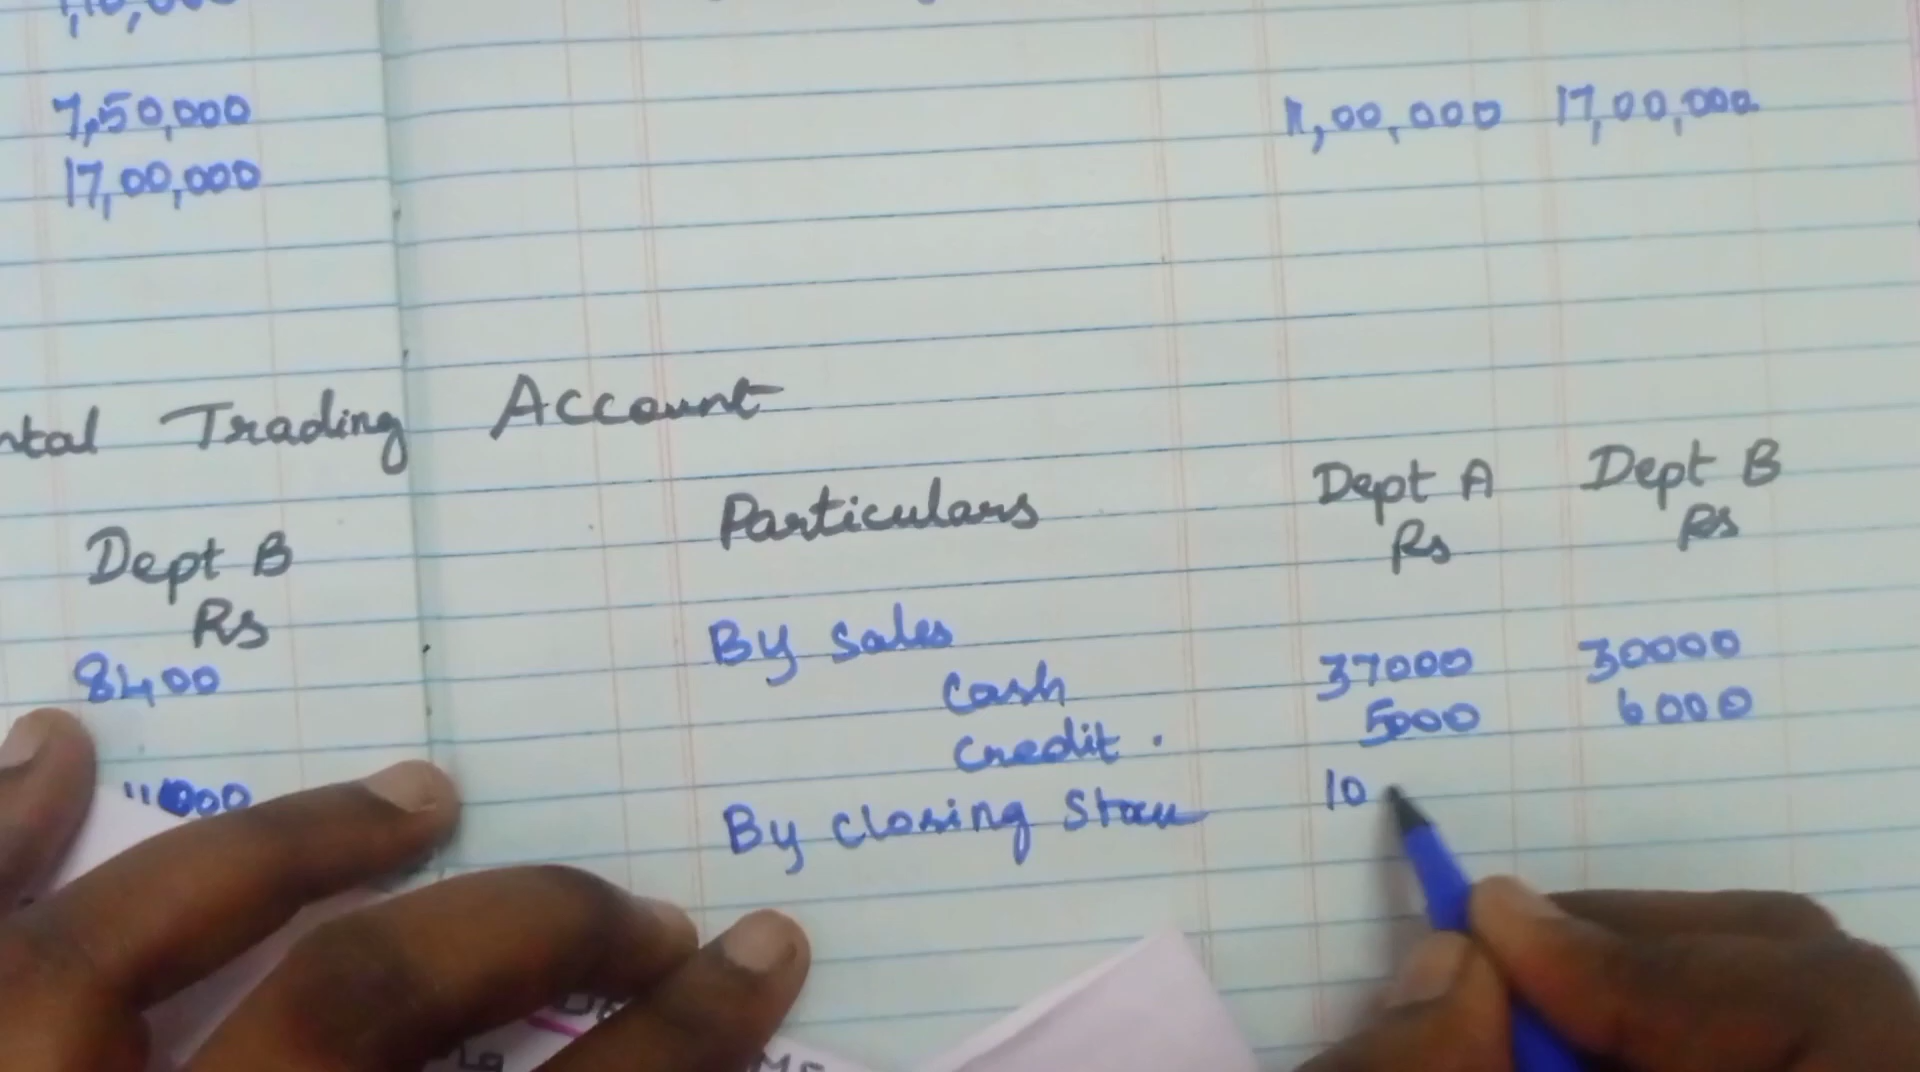 7,50,000 1,00,000 17,00,000
17,00,000
ntal Trading Account
Dept B Particulars Dept A Dept B
Rs Rs Rs
8400 By Sales
Cash 37000 30000
Credit. 5000 6000
By Closing 10